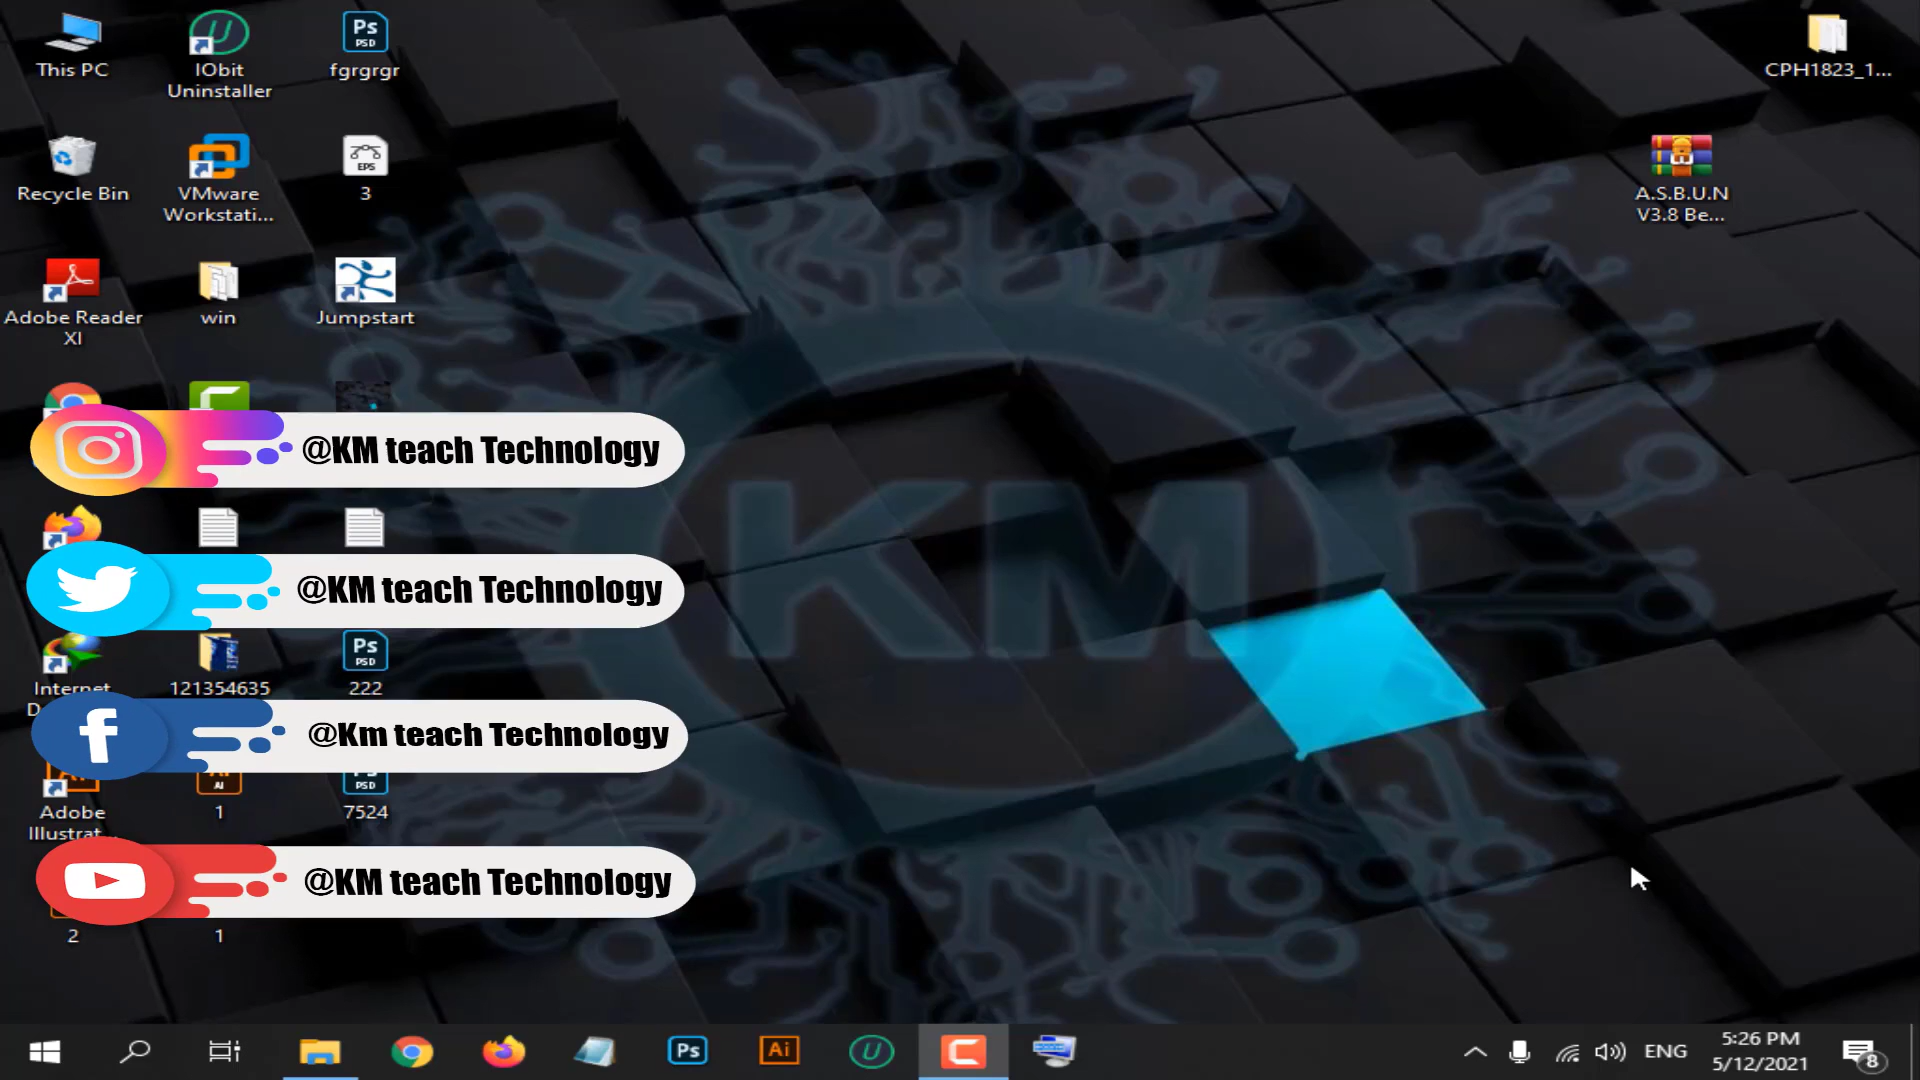 This PC
IObit
Uninstaller
Ps
PSD
fgrgrgr
CPH1823_1...
Recycle Bin
VMware
Workstati...
EPS
3
A.S.B.U.N
V3.8 Be...
Adobe Reader
XI
win
Jumpstart
@KM teach Technology
@KM teach Technology
Internet
121354635
Ps
PSD
222
@Km teach Technology
KM
Adobe
Illustrat...
AI
1
PSD
7524
@KM teach Technology
2
1
Ps
Ai
ENG
5:26 PM
5/12/2021
8